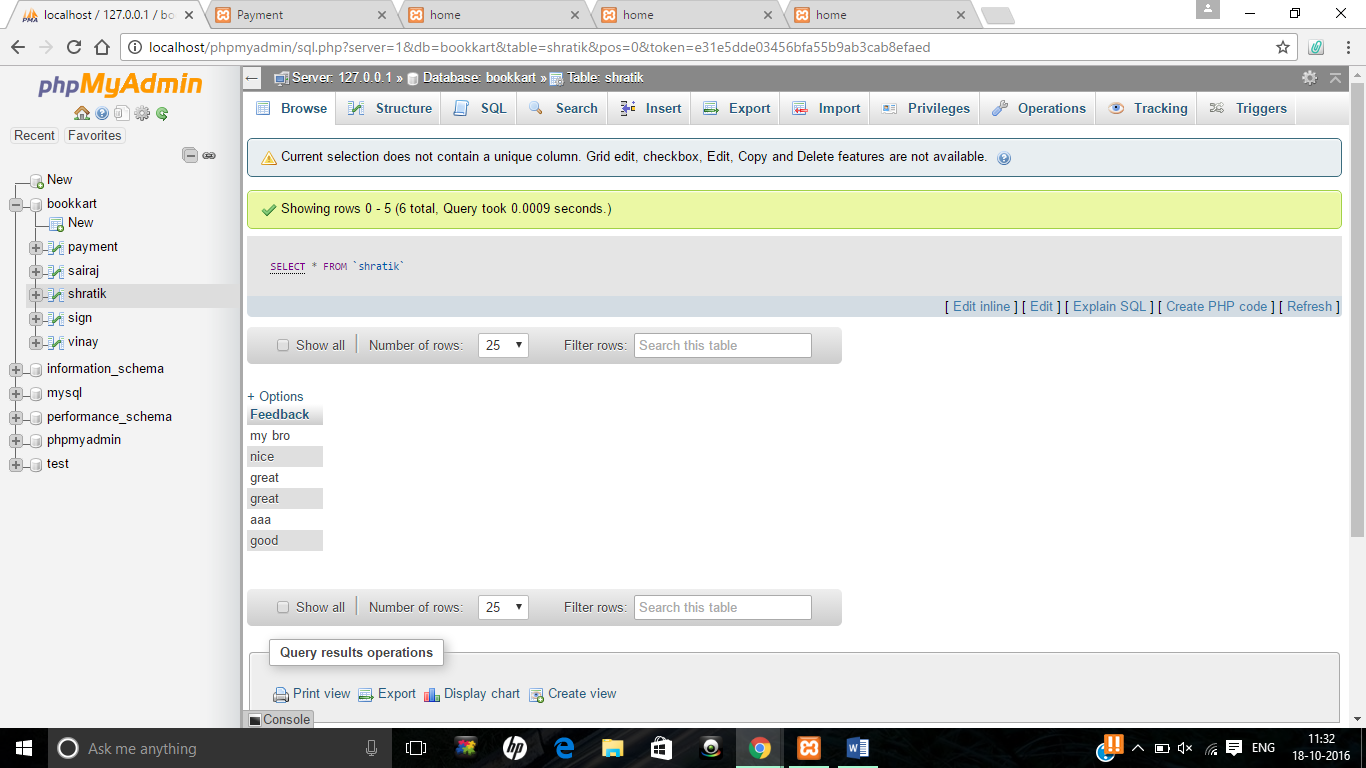 localhost / 127.0.0.1 / bo
Payment
home
home
home
localhost/phpmyadmin/sql.php?server=1&db=bookkart&table=shratik&pos=0&token=e31e5dde03456bfa55b9ab3cab8efaed
phpMyAdmin
Recent Favorites
New
bookkart
New
payment
sairaj
shratik
sign
vinay
information_schema
mysql
performance_schema
phpmyadmin
test
Server: 127.0.0.1 » Database: bookkart » Table: shratik
Browse Structure SQL Search Insert Export Import Privileges Operations Tracking Triggers
Current selection does not contain a unique column. Grid edit, checkbox, Edit, Copy and Delete features are not available.
Showing rows 0 - 5 (6 total, Query took 0.0009 seconds.)
SELECT * FROM `shratik`
[ Edit inline ] [ Edit ] [ Explain SQL ] [ Create PHP code ] [ Refresh ]
Show all Number of rows: 25 Filter rows: Search this table
+ Options
Feedback
my bro
nice
great
great
aaa
good
Show all Number of rows: 25 Filter rows: Search this table
Query results operations
Print view Export Display chart Create view
Console
Ask me anything
ENG
11:32
18-10-2016